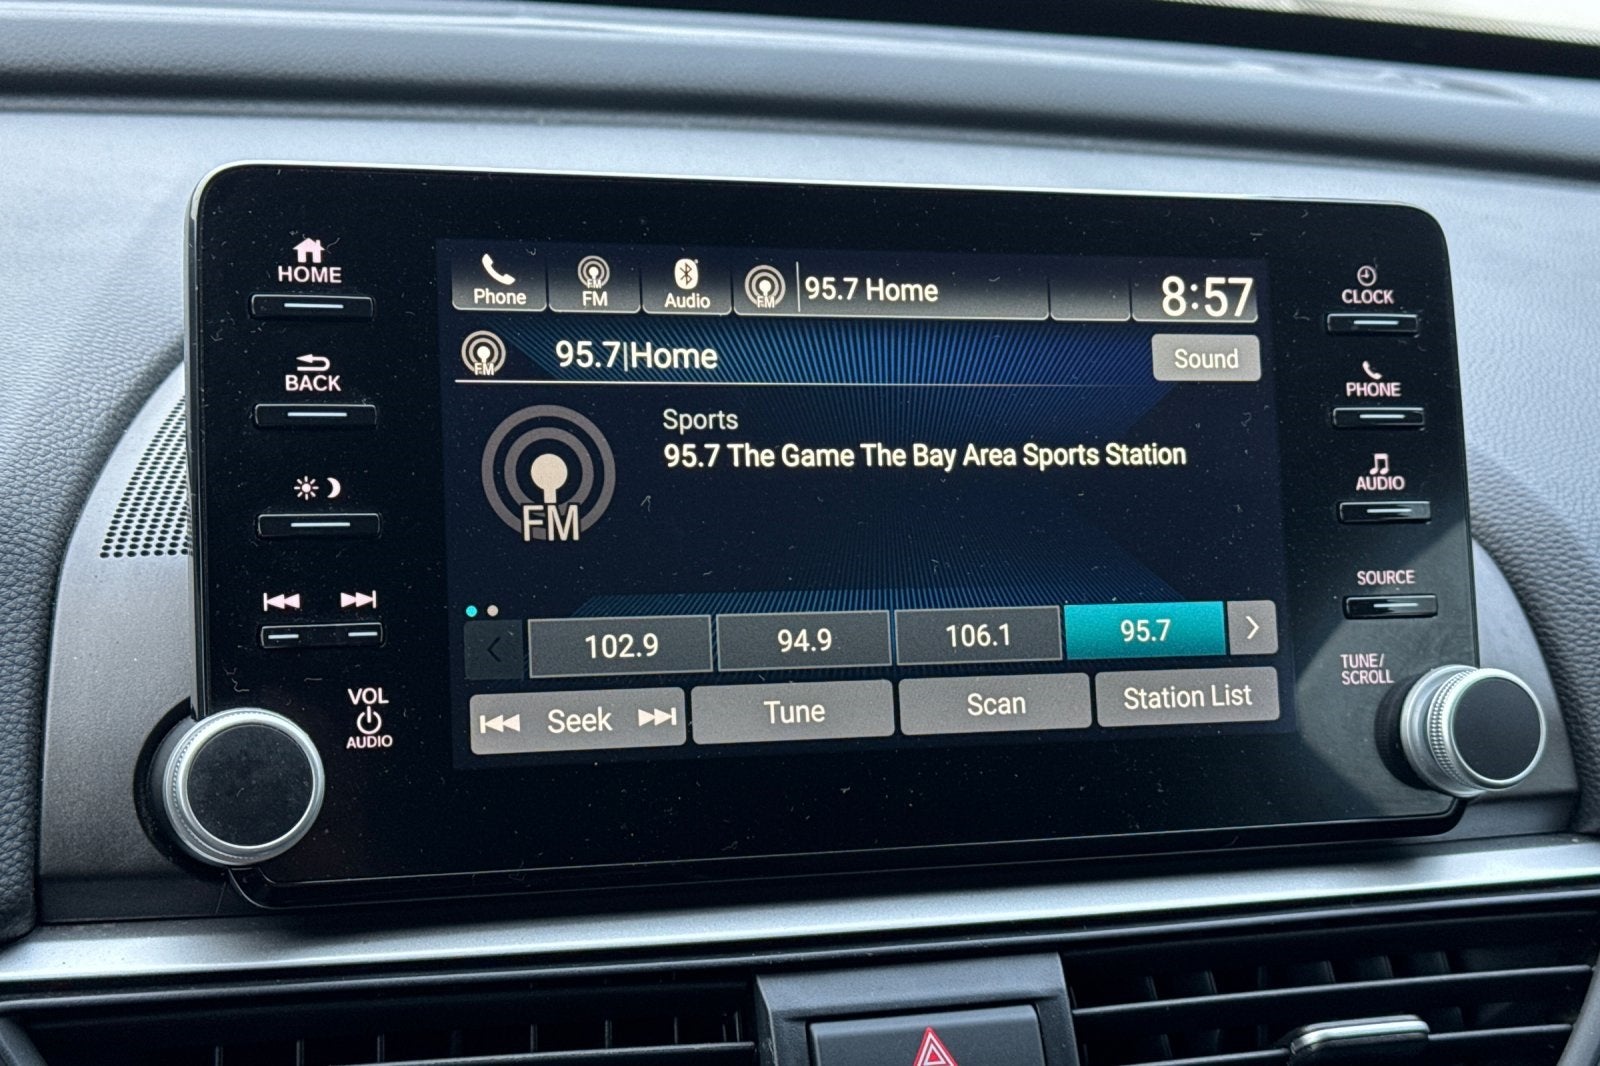 HOME
BACK
VOL
AUDIO
Phone
FM
Audio
FM
95.7 Home
8:57
FM
95.7|Home
Sound
FM
Sports
95.7 The Game The Bay Area Sports Station
102.9
94.9
106.1
95.7
Seek
Tune
Scan
Station List
CLOCK
PHONE
AUDIO
SOURCE
TUNE/
SCROLL